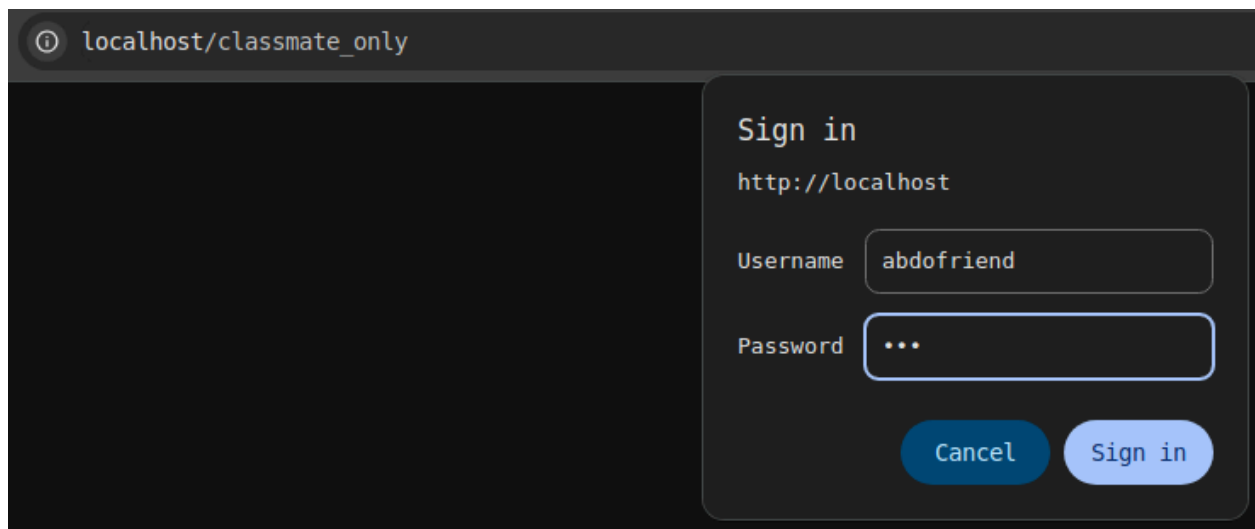 localhost/classmate_only
Sign in
http://localhost
Username abdofriend
Password •••
Cancel Sign in